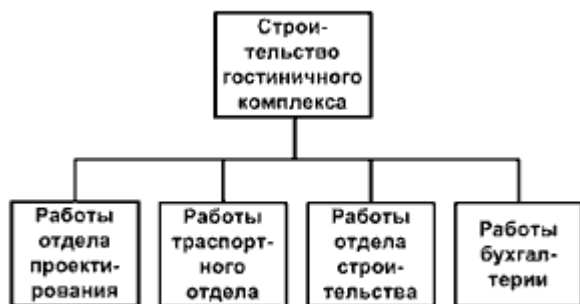 Строи-
тельство
гостиничного
комплекса
Работы
отдела
проекти-
рования
Работы
траспорт-
ного
отдела
Работы
отдела
строи-
тельства
Работы
бухгал-
терии